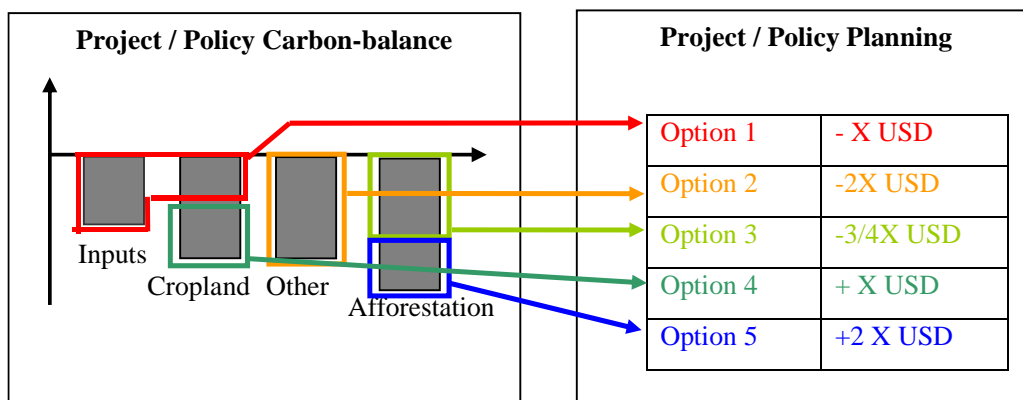 Project / Policy Carbon-balance
Inputs
Cropland
Other
Afforestation
Project / Policy Planning
Option 1 - X USD
Option 2 -2X USD
Option 3 -3/4X USD
Option 4 + X USD
Option 5 +2 X USD